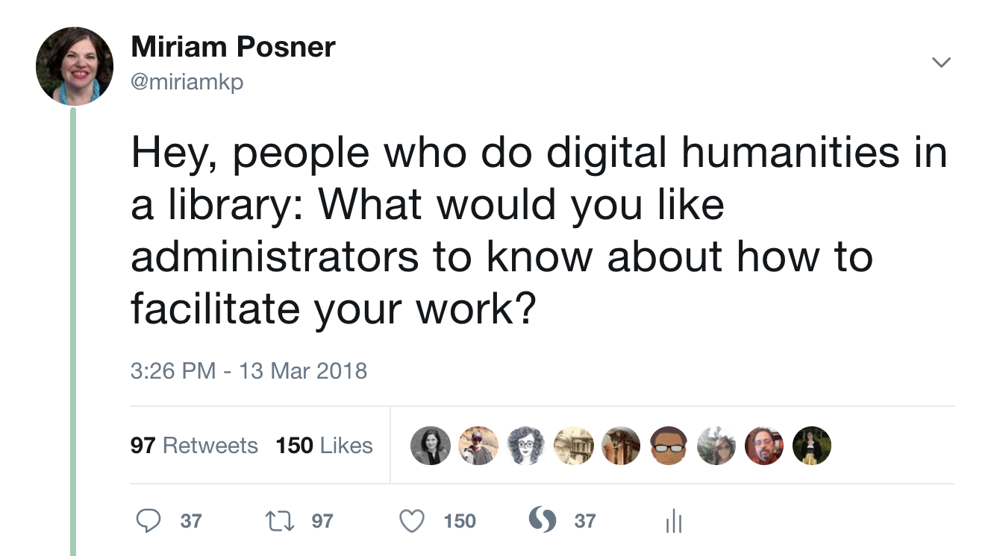 Miriam Posner
@miriamkp
Hey, people who do digital humanities in
a library: What would you like
administrators to know about how to
facilitate your work?
3:26 PM - 13 Mar 2018
97 Retweets 150 Likes
37 97 150 37